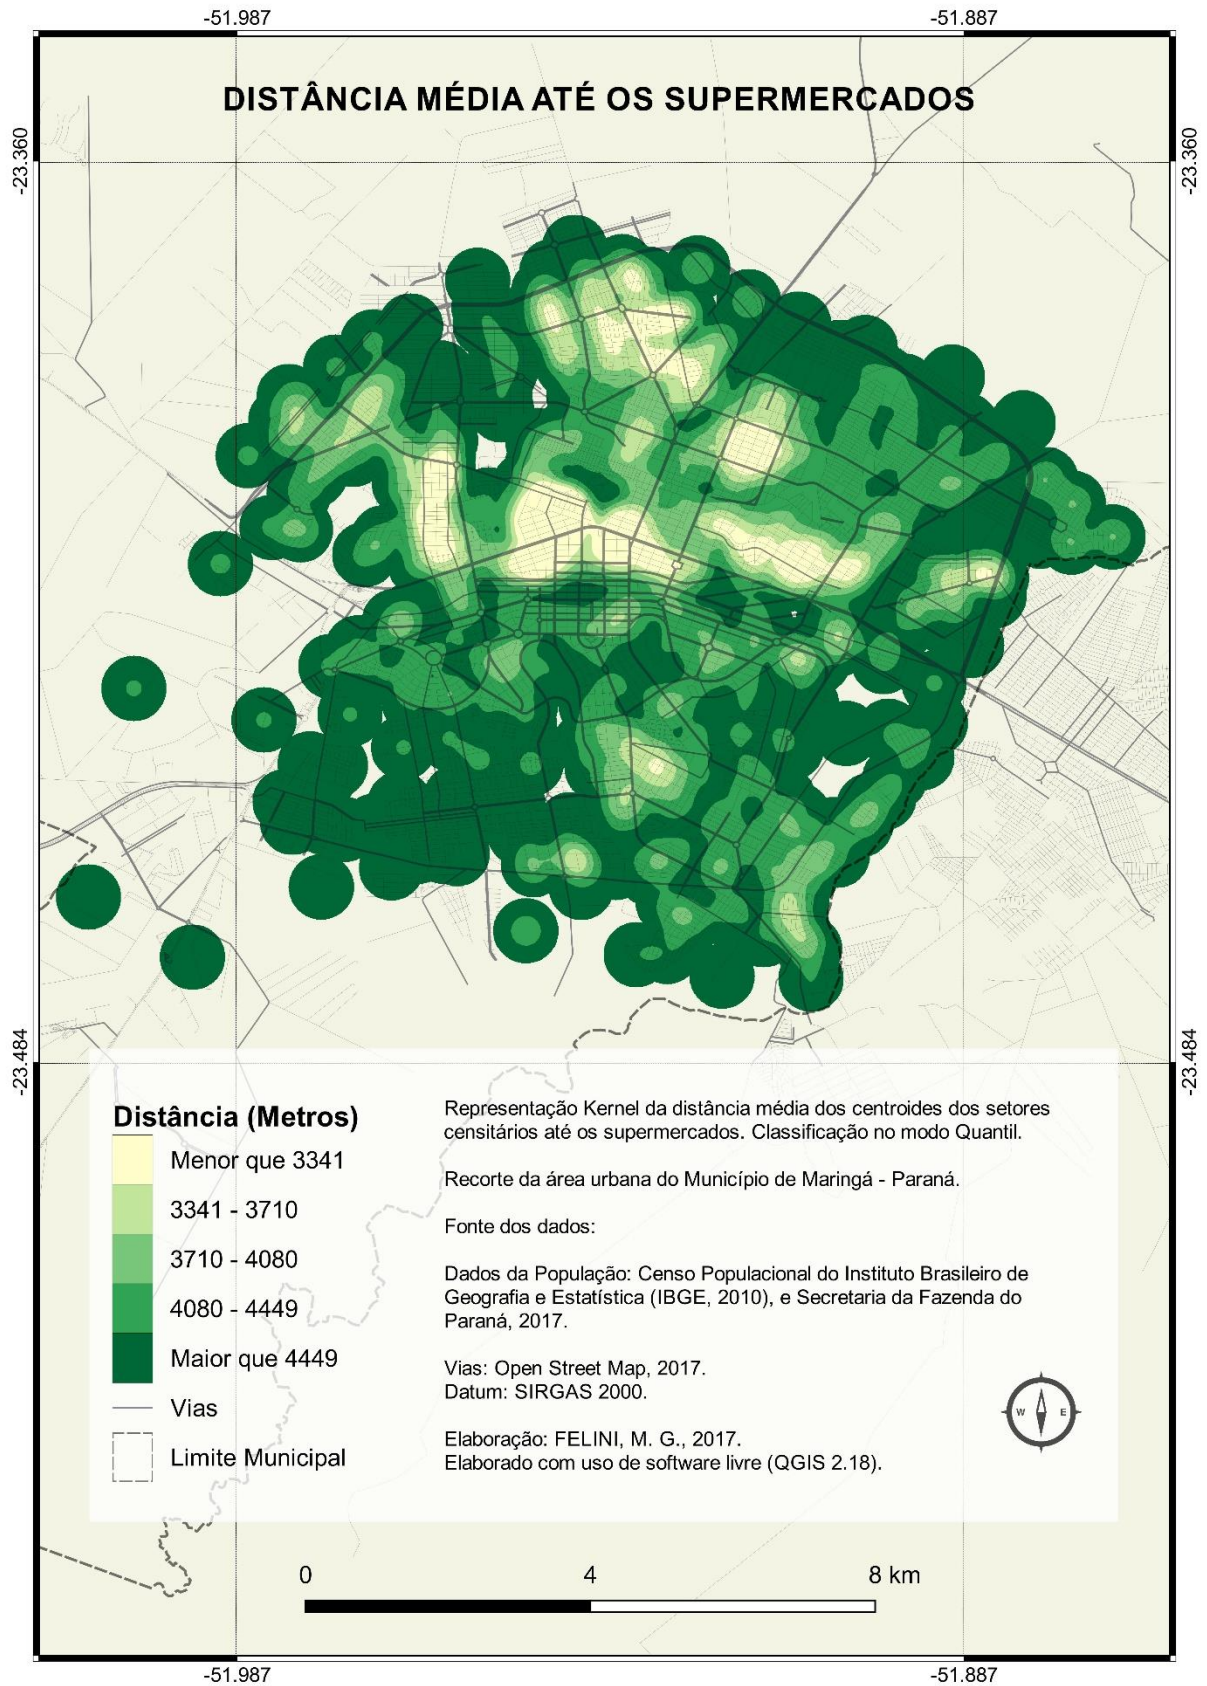 -51.987
-51.887
DISTÂNCIA MÉDIA ATÉ OS SUPERMERCADOS
-23.360
-23.360
-23.484
-23.484
Distância (Metros)
Menor que 3341
3341 - 3710
3710 - 4080
4080 - 4449
Maior que 4449
Vias
Limite Municipal
Representação Kernel da distância média dos centroides dos setores
censitários até os supermercados. Classificação no modo Quantil.
Recorte da área urbana do Município de Maringá - Paraná.
Fonte dos dados:
Dados da População: Censo Populacional do Instituto Brasileiro de
Geografia e Estatística (IBGE, 2010), e Secretaria da Fazenda do
Paraná, 2017.
Vias: Open Street Map, 2017.
Datum: SIRGAS 2000.
Elaboração: FELINI, M. G., 2017.
Elaborado com uso de software livre (QGIS 2.18).
W E
0 4 8 km
-51.987
-51.887